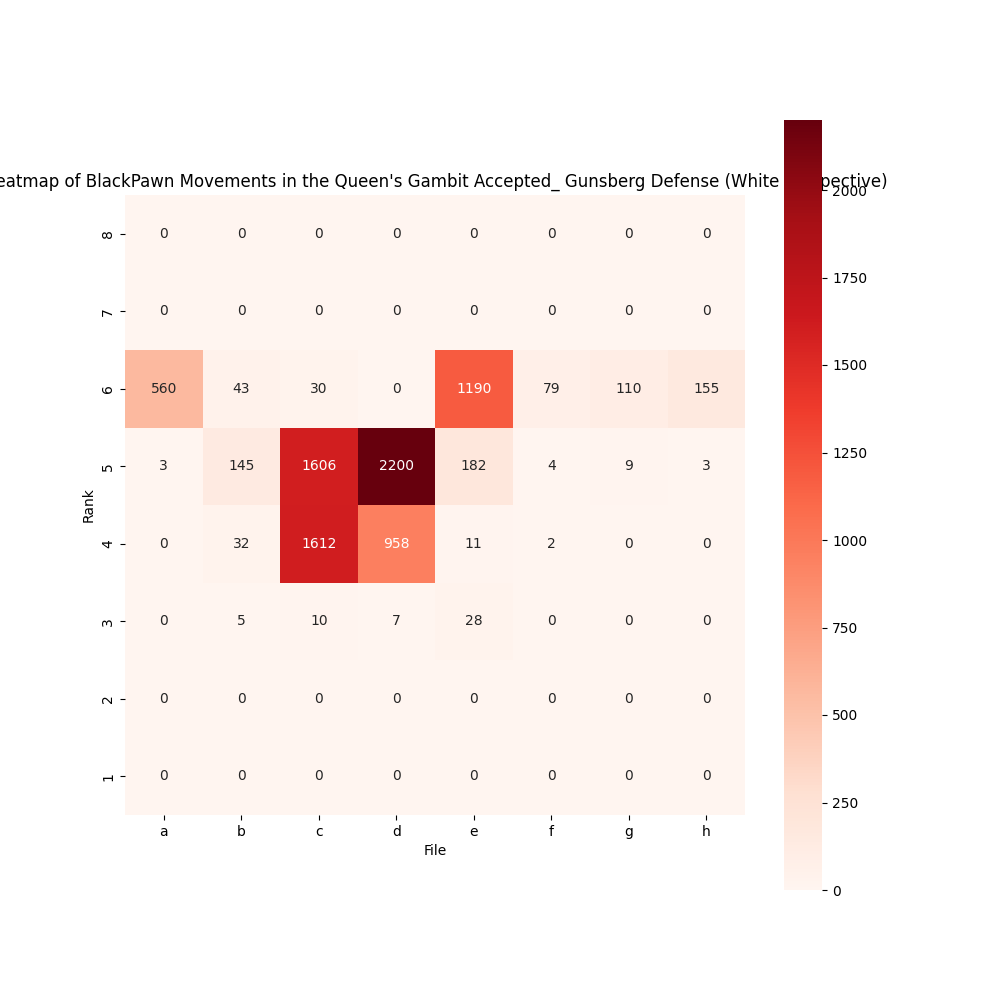 eatmap of BlackPawn Movements in the Queen's Gambit Accepted_ Gunsberg Defense (White pective)
8 0 0 0 0 0 0 0 0
7 0 0 0 0 0 0 0 0
6 560 43 30 0 1190 79 110 155
5 3 145 1606 2200 182 4 9 3
4 0 32 1612 958 11 2 0 0
3 0 5 10 7 28 0 0 0
2 0 0 0 0 0 0 0 0
1 0 0 0 0 0 0 0 0
a b c d e f g h
File
Rank
2000
1750
1500
1250
1000
750
500
250
0